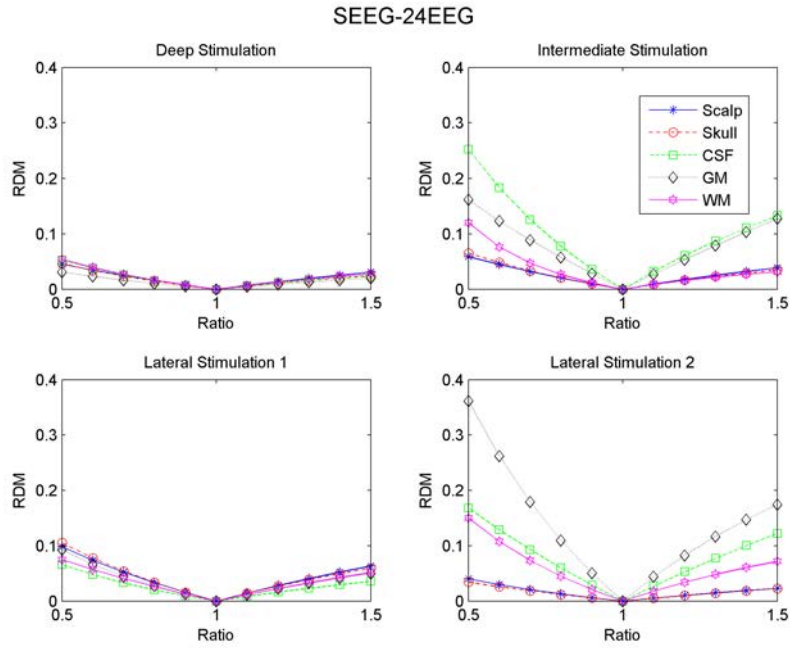 SEEG-24EEG
Deep Stimulation
0.4
0.3
0.2
0.1
0
RDM
0.5
1
1.5
Ratio
Intermediate Stimulation
0.4
0.3
0.2
0.1
0
RDM
0.5
1
1.5
Ratio
Scalp
Skull
CSF
GM
WM
Lateral Stimulation 1
0.4
0.3
0.2
0.1
0
RDM
0.5
1
1.5
Ratio
Lateral Stimulation 2
0.4
0.3
0.2
0.1
0
RDM
0.5
1
1.5
Ratio